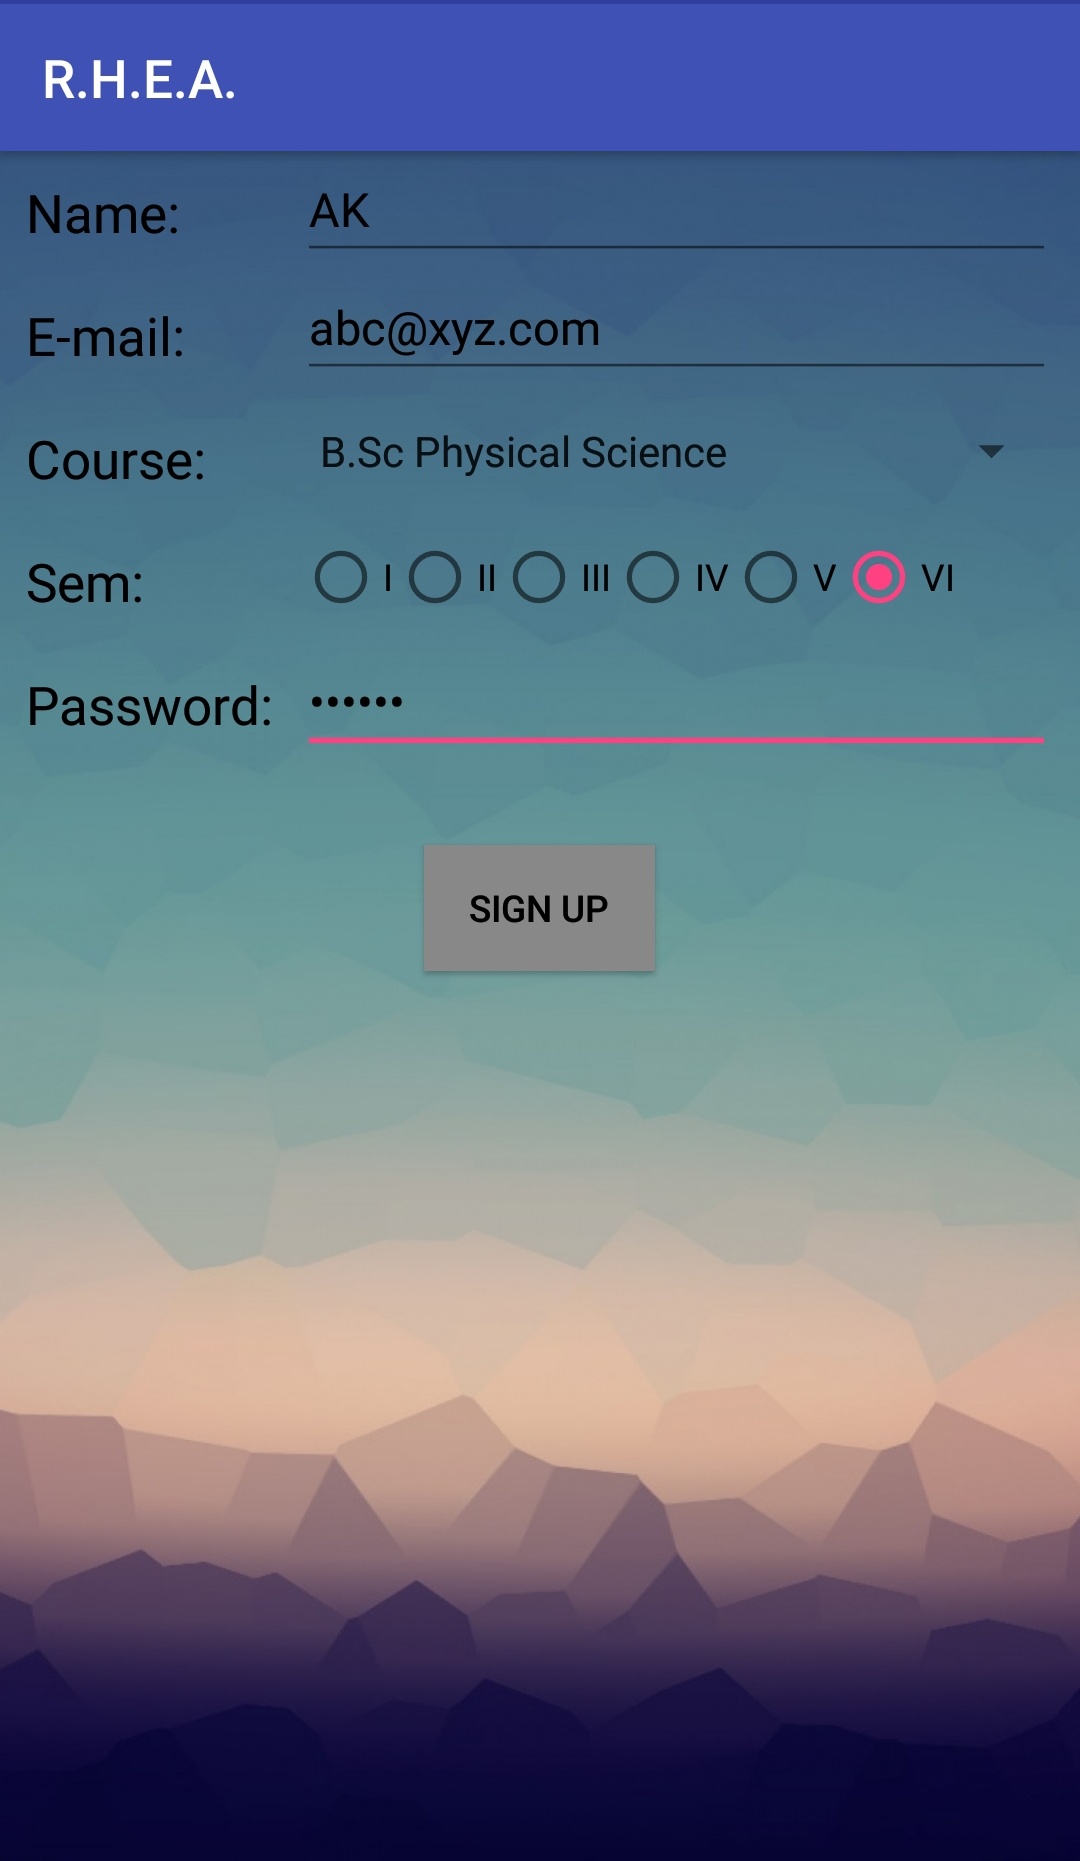 R.H.E.A.
Name: AK
E-mail: abc@xyz.com
Course: B.Sc Physical Science
Sem: I II III IV V VI
Password: ••••••
SIGN UP